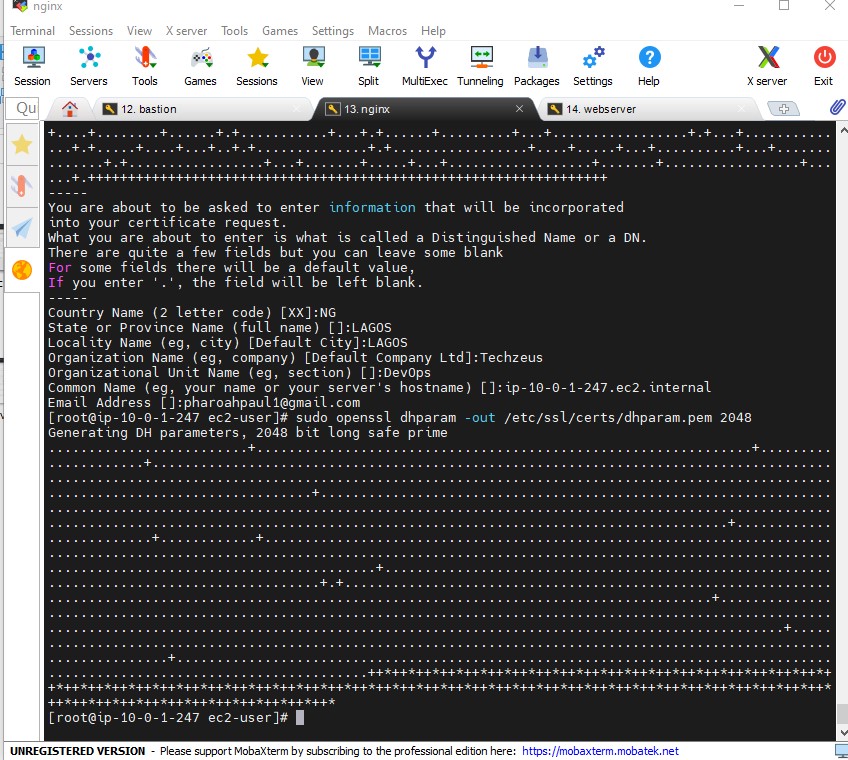 nginx
Terminal Sessions View X server Tools Games Settings Macros Help
Session Servers Tools Games Sessions View Split MultiExec Tunneling Packages Settings Help X server Exit
Qu
12. bastion 13. nginx 14. webserver
-----
You are about to be asked to enter information that will be incorporated
into your certificate request.
What you are about to enter is what is called a Distinguished Name or a DN.
There are quite a few fields but you can leave some blank
For some fields there will be a default value,
If you enter '.', the field will be left blank.
-----
Country Name (2 letter code) [XX]:NG
State or Province Name (full name) []:LAGOS
Locality Name (eg, city) [Default City]:LAGOS
Organization Name (eg, company) [Default Company Ltd]:Techzeus
Organizational Unit Name (eg, section) []:DevOps
Common Name (eg, your name or your server's hostname) []:ip-10-0-1-247.ec2.internal
Email Address []:pharoahpaul1@gmail.com
[root@ip-10-0-1-247 ec2-user]# sudo openssl dhparam -out /etc/ssl/certs/dhparam.pem 2048
Generating DH parameters, 2048 bit long safe prime
[root@ip-10-0-1-247 ec2-user]#
UNREGISTERED VERSION - Please support MobaXterm by subscribing to the professional edition here: https://mobaxterm.mobatek.net